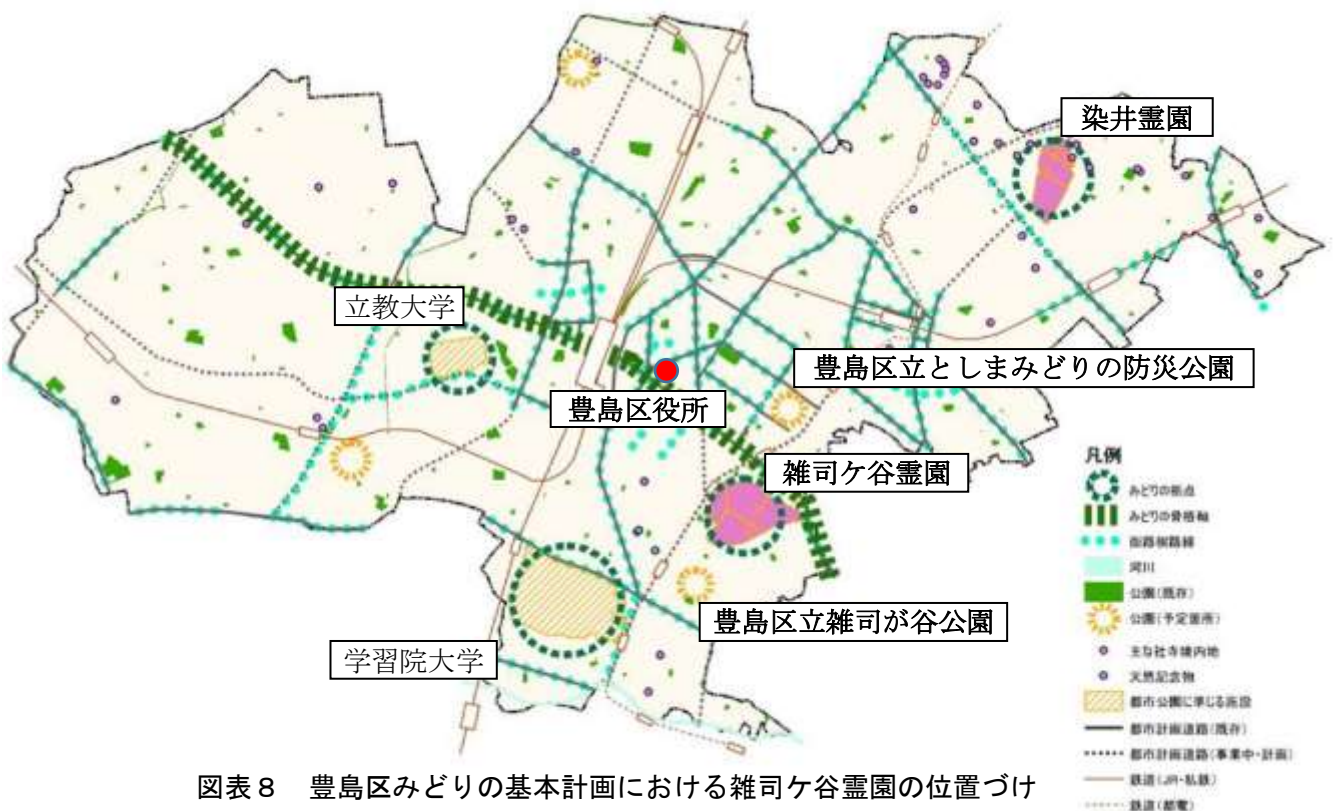 染井霊園
立教大学
豊島区立としまみどりの防災公園
豊島区役所
雑司ケ谷霊園
豊島区立雑司が谷公園
学習院大学
凡例
みどりの拠点
みどりの骨格軸
街路樹路線
河川
公園(既存)
公園(予定箇所)
主な社寺境内地
天然記念物
都市公園に準じる施設
都市計画道路(既存)
都市計画道路(事業中・計画)
鉄道(JR・私鉄)
鉄道(都電)
図表8 豊島区みどりの基本計画における雑司ケ谷霊園の位置づけ